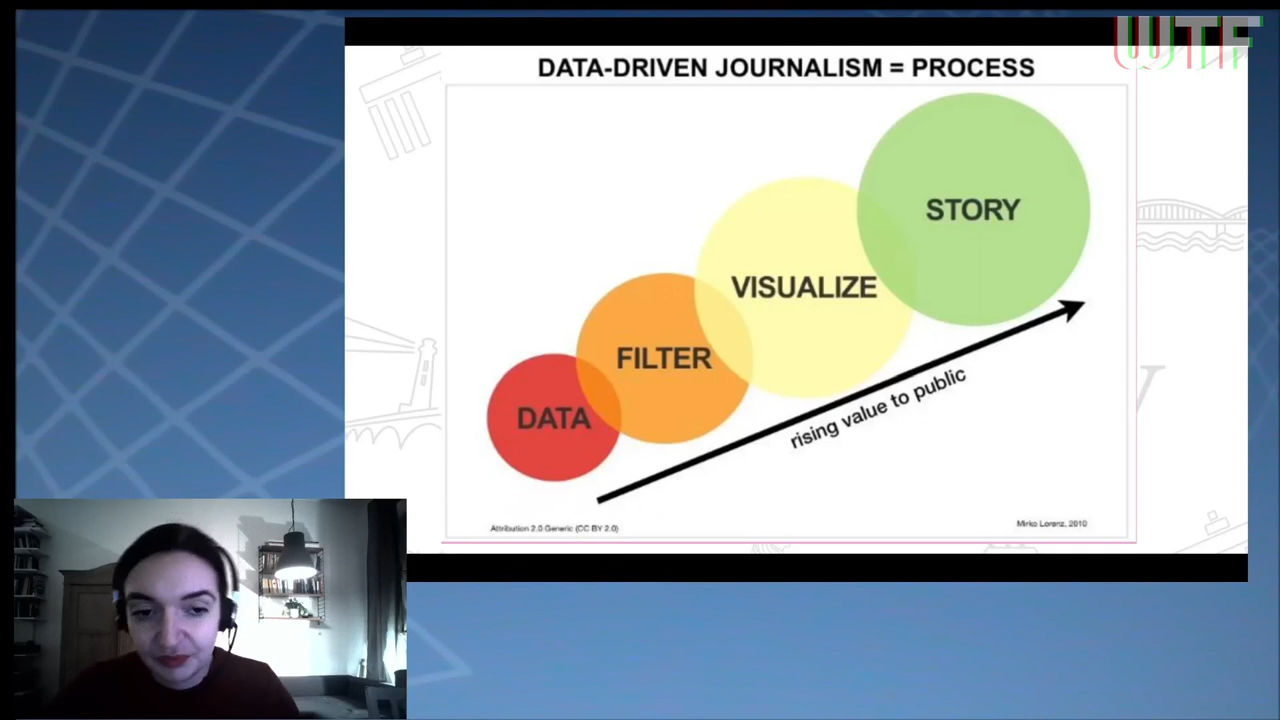 WTF
DATA-DRIVEN JOURNALISM = PROCESS
STORY
VISUALIZE
FILTER
DATA
rising value to public
Attribution 2.0 Generic (CC BY 2.0)
Mirko Lorenz, 2010